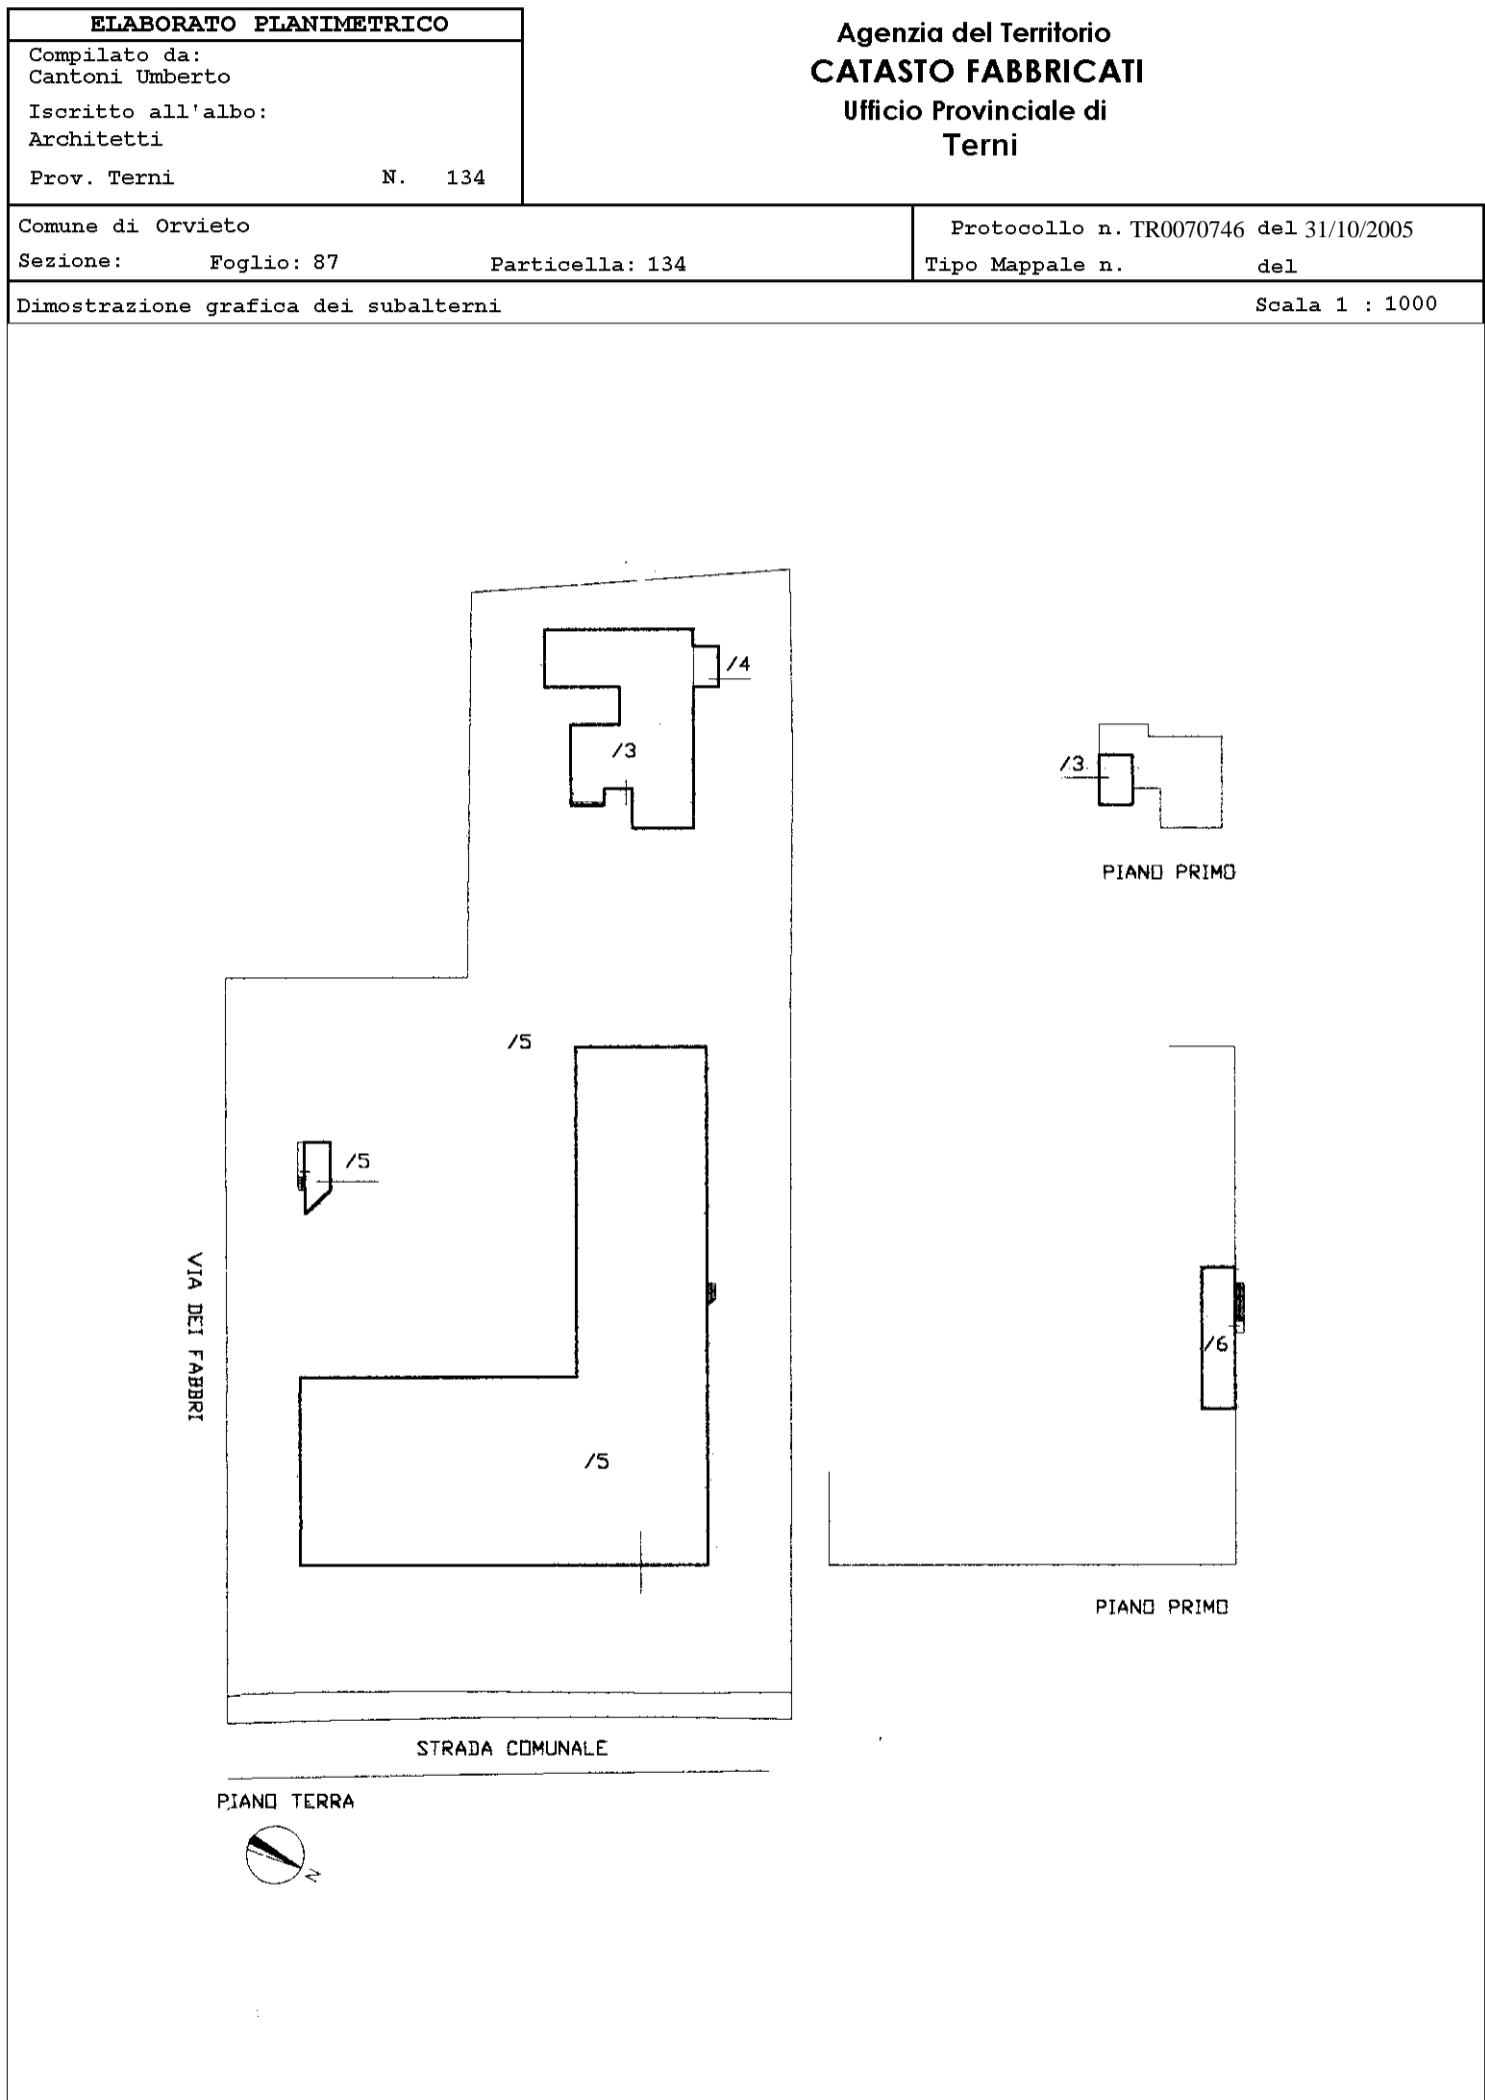 ELABORATO PLANIMETRICO
Compilato da:
Cantoni Umberto
Iscritto all'albo:
Architetti
Prov. Terni N. 134
Agenzia del Territorio
CATASTO FABBRICATI
Ufficio Provinciale di
Terni
Comune di Orvieto
Sezione: Foglio: 87 Particella: 134
Protocollo n. TR0070746 del 31/10/2005
Tipo Mappale n. del
Dimostrazione grafica dei subalterni Scala 1 : 1000
/4
/3
/3
PIANO PRIMO
/5
/5
VIA DEI FABBRI
/6
/5
PIANO PRIMO
STRADA COMUNALE
PIANO TERRA
N